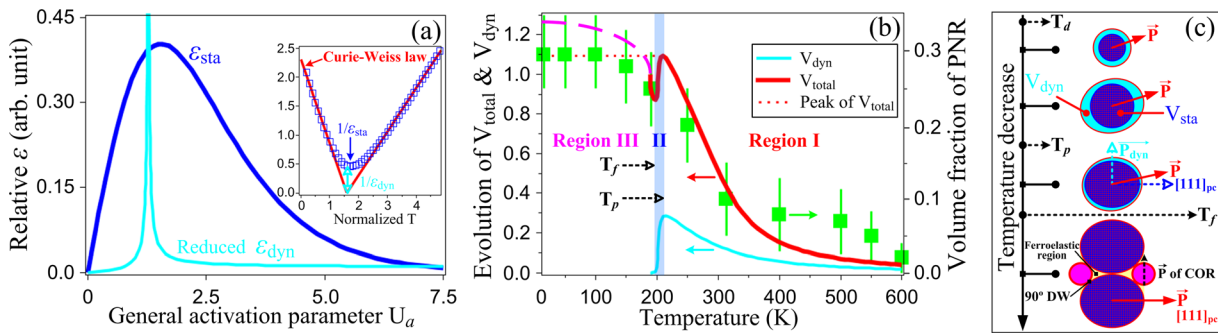 (a)
Relative ε (arb. unit)
0.45
0.30
0.15
0.0
0
2.5
5.0
7.5
General activation parameter Ua
εsta
Reduced εdyn
2.5
2.0
1.5
1.0
0.5
0.0
0
1
2
3
4
Curie-Weiss law
1/εsta
1/εdyn
Normalized T
(b)
Evolution of Vtotal & Vdyn
1.2
1.0
0.8
0.6
0.4
0.2
0.0
0
100
200
300
400
500
600
Temperature (K)
Volume fraction of PNR
0.3
0.2
0.1
0.0
Vdyn
Vtotal
Peak of Vtotal
Region III
II
Region I
Tf
Tp
(c)
Temperature decrease
Td
P
Vdyn
P
Vsta
Tp
Pdyn
P
[111]pc
Tf
Ferroelastic
region
P of COR
90º DW
P
[111]pc